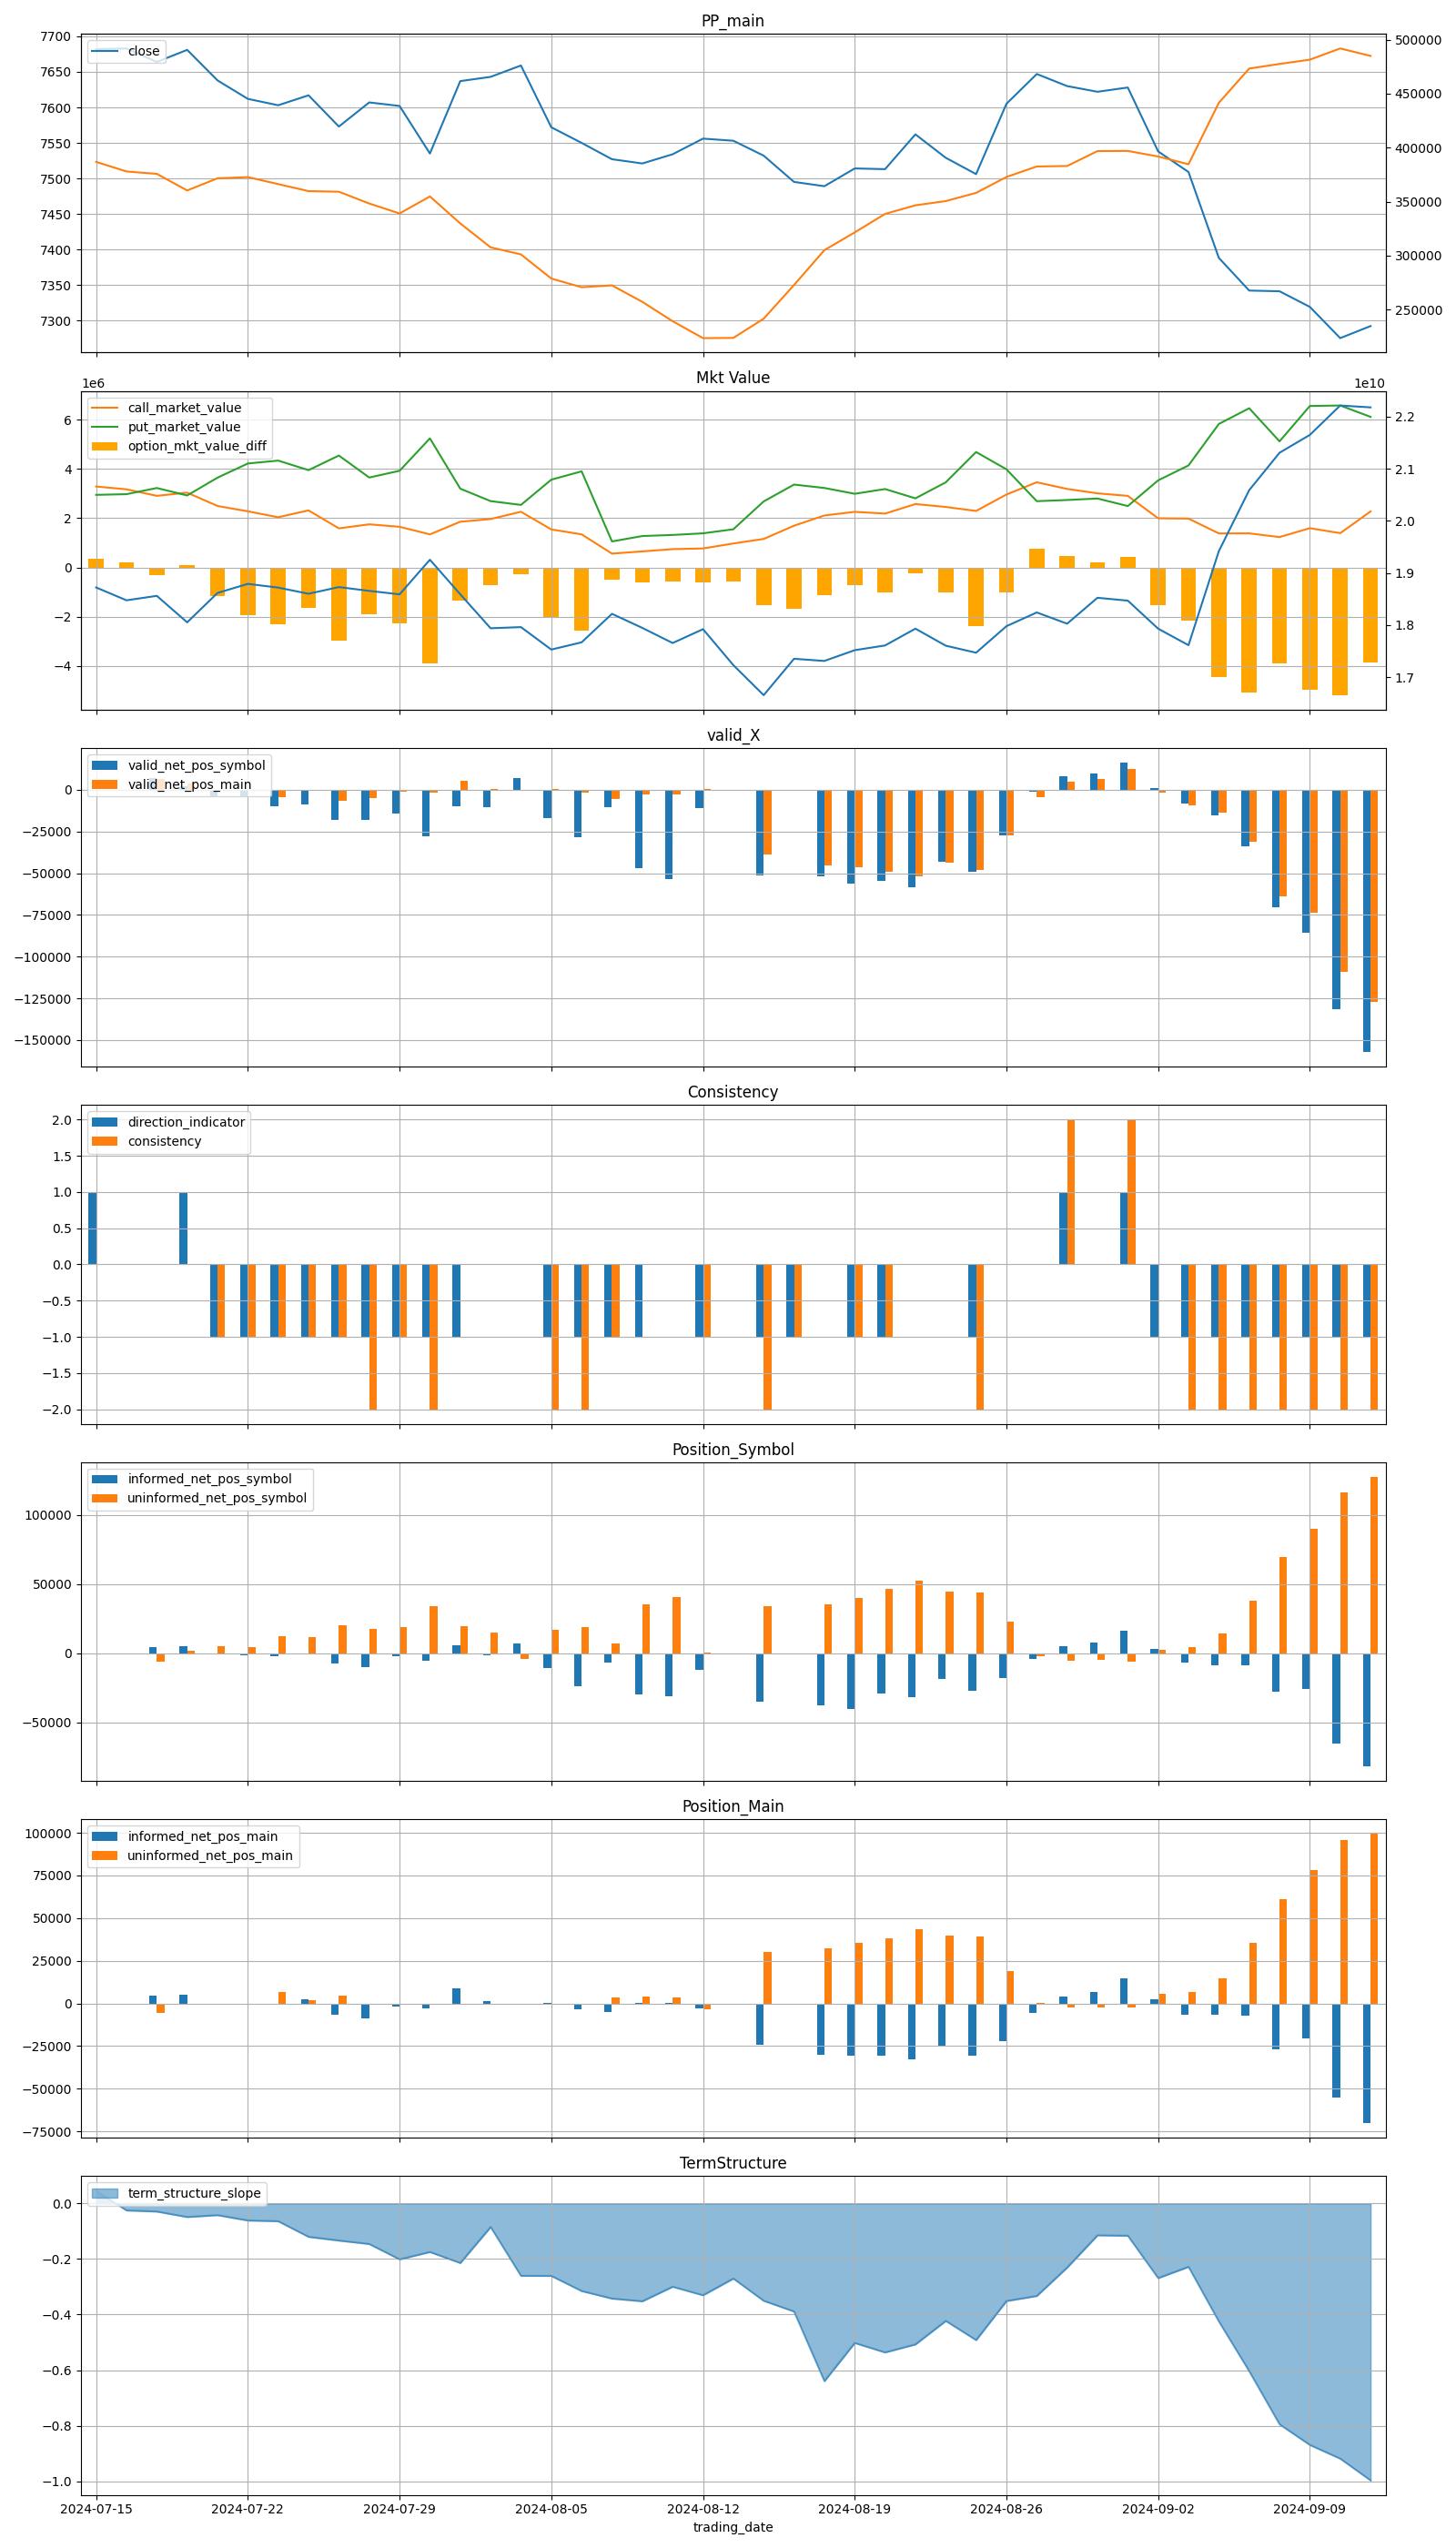 PP_main
close
7700
7650
7600
7550
7500
7450
7400
7350
7300
500000
450000
400000
350000
300000
250000
Mkt Value
1e6
1e10
call_market_value
put_market_value
option_mkt_value_diff
6
4
2
0
−2
−4
2.2
2.1
2.0
1.9
1.8
1.7
valid_X
valid_net_pos_symbol
valid_net_pos_main
0
−25000
−50000
−75000
−100000
−125000
−150000
Consistency
direction_indicator
consistency
2.0
1.5
1.0
0.5
0.0
−0.5
−1.0
−1.5
−2.0
Position_Symbol
informed_net_pos_symbol
uninformed_net_pos_symbol
100000
50000
0
−50000
Position_Main
informed_net_pos_main
uninformed_net_pos_main
100000
75000
50000
25000
0
−25000
−50000
−75000
TermStructure
term_structure_slope
0.0
−0.2
−0.4
−0.6
−0.8
−1.0
2024-07-15 2024-07-22 2024-07-29 2024-08-05 2024-08-12 2024-08-19 2024-08-26 2024-09-02 2024-09-09
trading_date